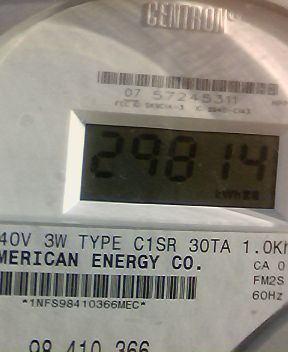 CENTRON
07 57245311
29814
kWh
40V 3W TYPE C1SR 30TA 1.0Kh
MERICAN ENERGY CO.
CA 0
FM2S
60Hz
*1NFS98410366MEC*
98 410 366